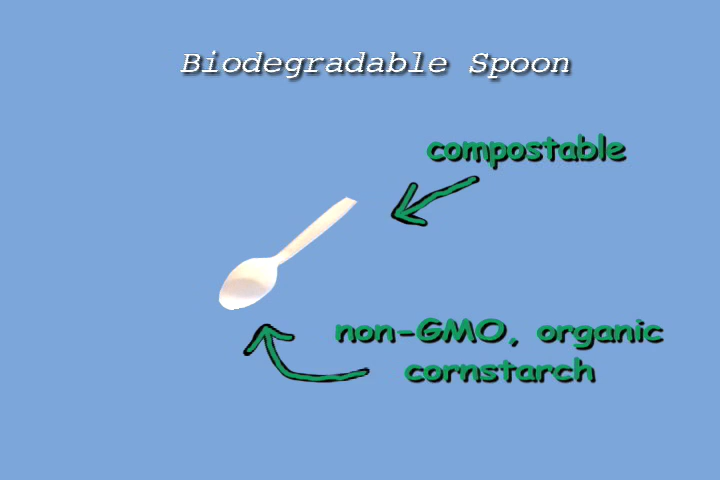 Biodegradable Spoon
compostable
non-GMO, organic
cornstarch